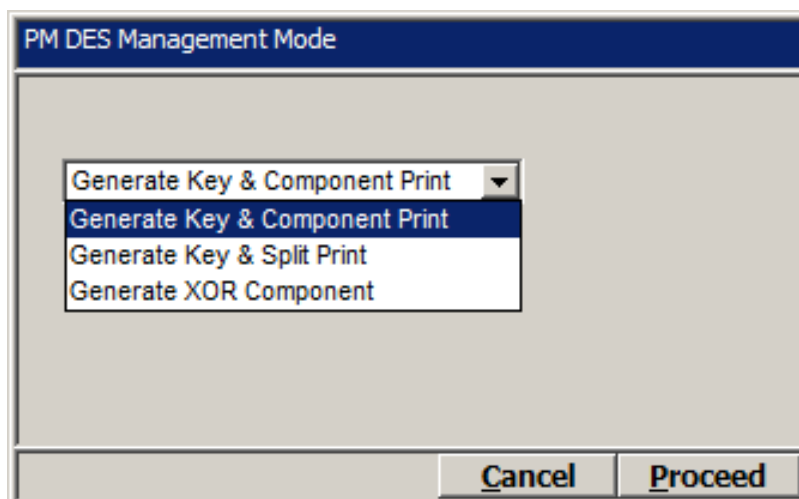 PM DES Management Mode
Generate Key & Component Print
Generate Key & Component Print
Generate Key & Split Print
Generate XOR Component
Cancel Proceed